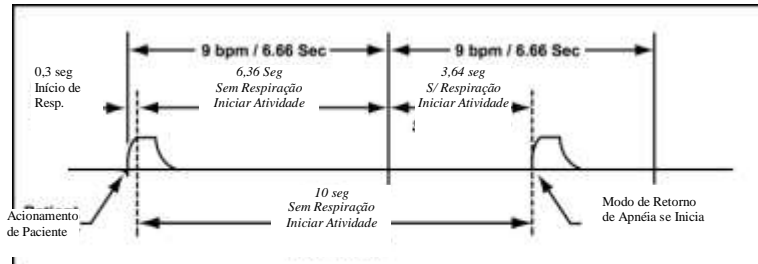 9 bpm / 6.66 Sec
9 bpm / 6.66 Sec
0,3 seg
Início de
Resp.
6,36 Seg
Sem Respiração
Iniciar Atividade
3,64 seg
S/ Respiração
Iniciar Atividade
Acionamento
de Paciente
10 seg
Sem Respiração
Iniciar Atividade
Modo de Retorno
de Apnéia se Inicia